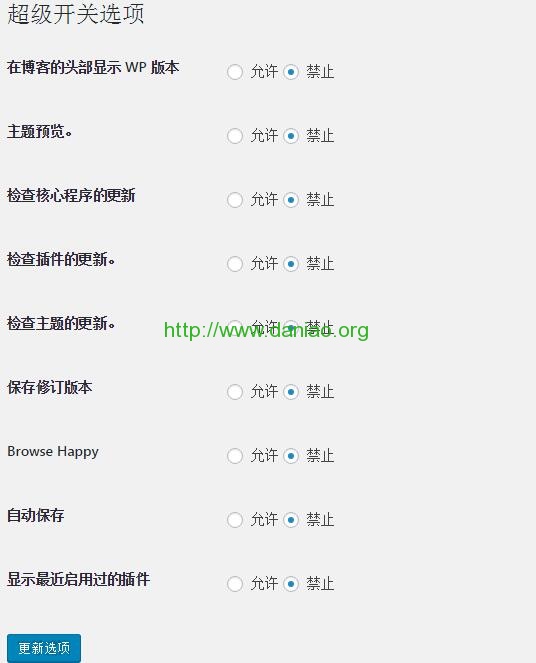 超级开关选项
在博客的头部显示 WP 版本 允许 禁止
主题预览。 允许 禁止
检查核心程序的更新 允许 禁止
检查插件的更新。 允许 禁止
检查主题的更新。 允许 禁止
http://www.daniao.org
保存修订版本 允许 禁止
Browse Happy 允许 禁止
自动保存 允许 禁止
显示最近启用过的插件 允许 禁止
更新选项